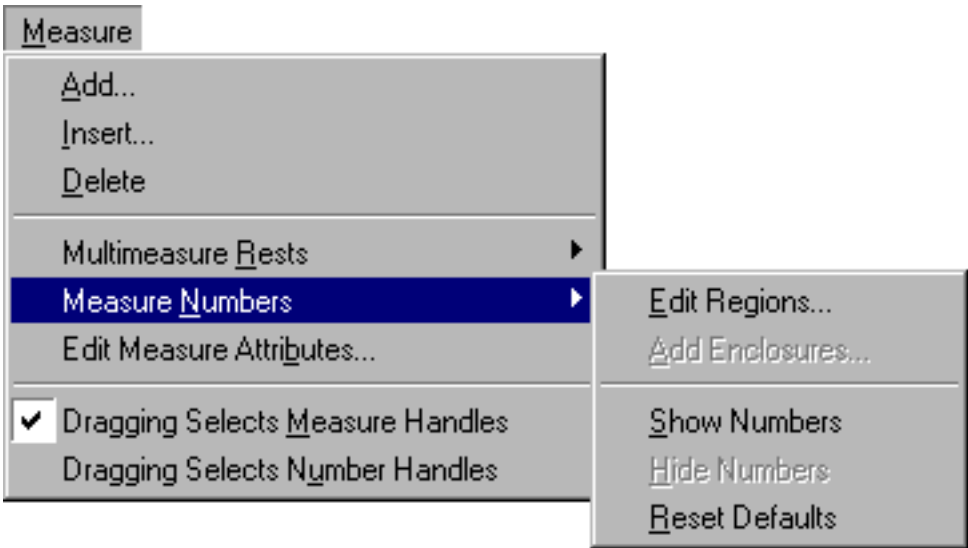 Measure
Add...
Insert...
Delete
Multimeasure Rests
Measure Numbers
Edit Measure Attributes...
Dragging Selects Measure Handles
Dragging Selects Number Handles
Edit Regions...
Add Enclosures...
Show Numbers
Hide Numbers
Reset Defaults